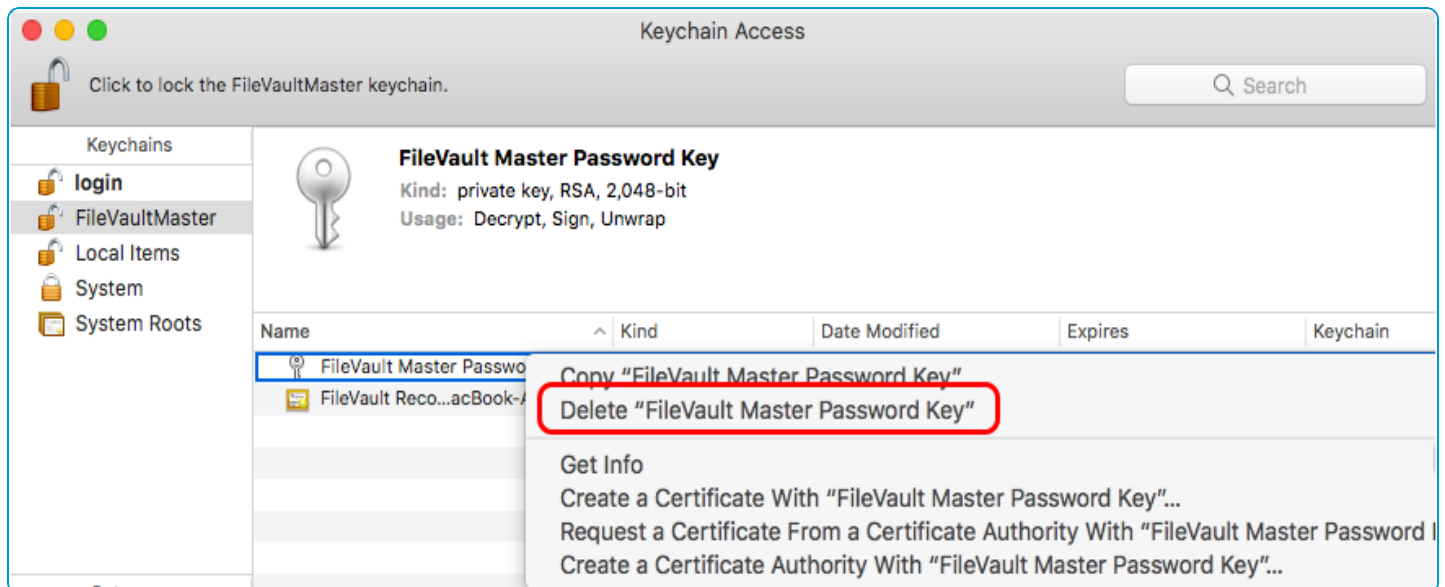 Keychain Access
Click to lock the FileVaultMaster keychain.
Search
Keychains
login
FileVaultMaster
Local Items
System
System Roots
FileVault Master Password Key
Kind: private key, RSA, 2,048-bit
Usage: Decrypt, Sign, Unwrap
Name Kind Date Modified Expires Keychain
FileVault Master Passwo
FileVault Reco...acBook-A
Copy “FileVault Master Password Key”
Delete “FileVault Master Password Key”
Get Info
Create a Certificate With “FileVault Master Password Key”...
Request a Certificate From a Certificate Authority With “FileVault Master Password
Create a Certificate Authority With “FileVault Master Password Key”...